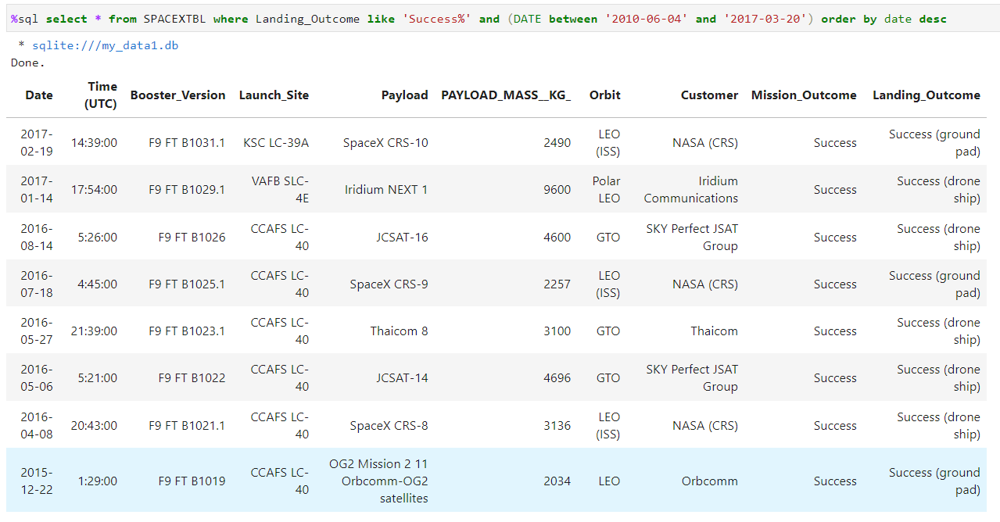 %sql select * from SPACEXTBL where Landing_Outcome like 'Success%' and (DATE between '2010-06-04' and '2017-03-20') order by date desc
* sqlite:///my_data1.db
Done.
Date Time (UTC) Booster_Version Launch_Site Payload PAYLOAD_MASS__KG_ Orbit Customer Mission_Outcome Landing_Outcome
2017-02-19 14:39:00 F9 FT B1031.1 KSC LC-39A SpaceX CRS-10 2490 LEO (ISS) NASA (CRS) Success Success (ground pad)
2017-01-14 17:54:00 F9 FT B1029.1 VAFB SLC-4E Iridium NEXT 1 9600 Polar LEO Iridium Communications Success Success (drone ship)
2016-08-14 5:26:00 F9 FT B1026 CCAFS LC-40 JCSAT-16 4600 GTO SKY Perfect JSAT Group Success Success (drone ship)
2016-07-18 4:45:00 F9 FT B1025.1 CCAFS LC-40 SpaceX CRS-9 2257 LEO (ISS) NASA (CRS) Success Success (ground pad)
2016-05-27 21:39:00 F9 FT B1023.1 CCAFS LC-40 Thaicom 8 3100 GTO Thaicom Success Success (drone ship)
2016-05-06 5:21:00 F9 FT B1022 CCAFS LC-40 JCSAT-14 4696 GTO SKY Perfect JSAT Group Success Success (drone ship)
2016-04-08 20:43:00 F9 FT B1021.1 CCAFS LC-40 SpaceX CRS-8 3136 LEO (ISS) NASA (CRS) Success Success (drone ship)
2015-12-22 1:29:00 F9 FT B1019 CCAFS LC-40 OG2 Mission 2 11 Orbcomm-OG2 satellites 2034 LEO Orbcomm Success Success (ground pad)